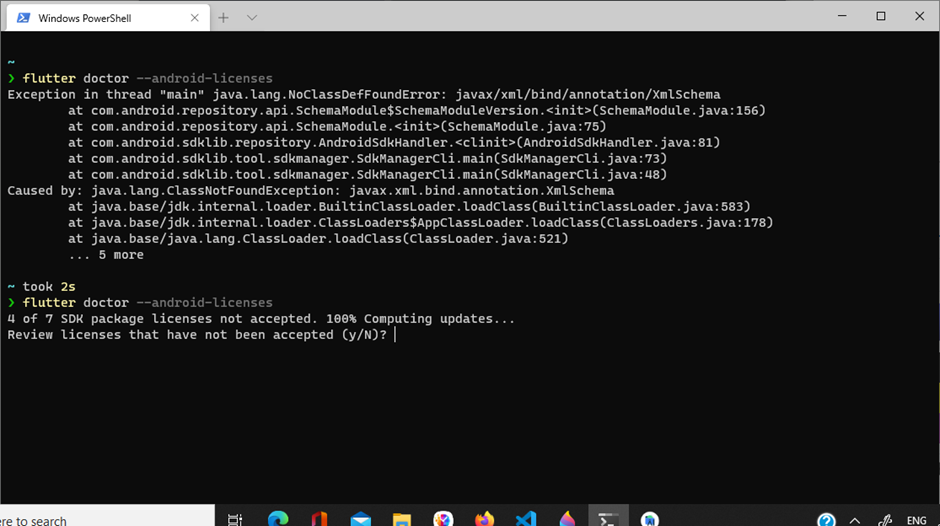 Windows PowerShell
~
❯ flutter doctor --android-licenses
Exception in thread "main" java.lang.NoClassDefFoundError: javax/xml/bind/annotation/XmlSchema
at com.android.repository.api.SchemaModule$SchemaModuleVersion.<init>(SchemaModule.java:156)
at com.android.repository.api.SchemaModule.<init>(SchemaModule.java:75)
at com.android.sdklib.repository.AndroidSdkHandler.<clinit>(AndroidSdkHandler.java:81)
at com.android.sdklib.tool.sdkmanager.SdkManagerCli.main(SdkManagerCli.java:73)
at com.android.sdklib.tool.sdkmanager.SdkManagerCli.main(SdkManagerCli.java:48)
Caused by: java.lang.ClassNotFoundException: javax.xml.bind.annotation.XmlSchema
at java.base/jdk.internal.loader.BuiltinClassLoader.loadClass(BuiltinClassLoader.java:583)
at java.base/jdk.internal.loader.ClassLoaders$AppClassLoader.loadClass(ClassLoaders.java:178)
at java.base/java.lang.ClassLoader.loadClass(ClassLoader.java:521)
... 5 more
~ took 2s
❯ flutter doctor --android-licenses
4 of 7 SDK package licenses not accepted. 100% Computing updates...
Review licenses that have not been accepted (y/N)?
ere to search
ENG